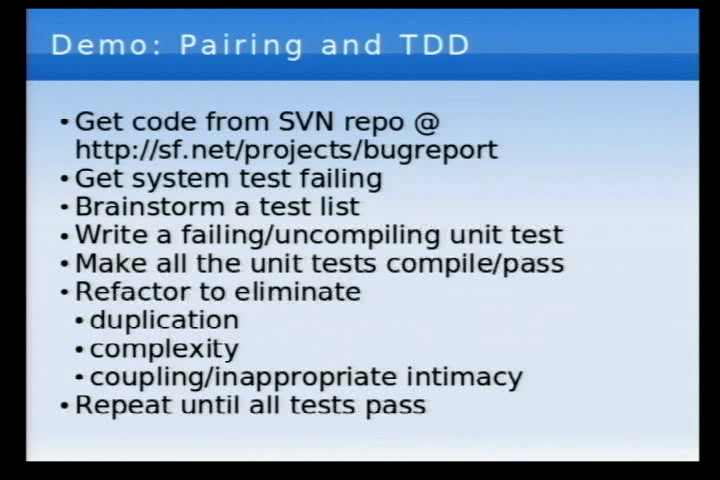 Demo: Pairing and TDD
• Get code from SVN repo @
http://sf.net/projects/bugreport
• Get system test failing
• Brainstorm a test list
• Write a failing/uncompiling unit test
• Make all the unit tests compile/pass
• Refactor to eliminate
• duplication
• complexity
• coupling/inappropriate intimacy
• Repeat until all tests pass